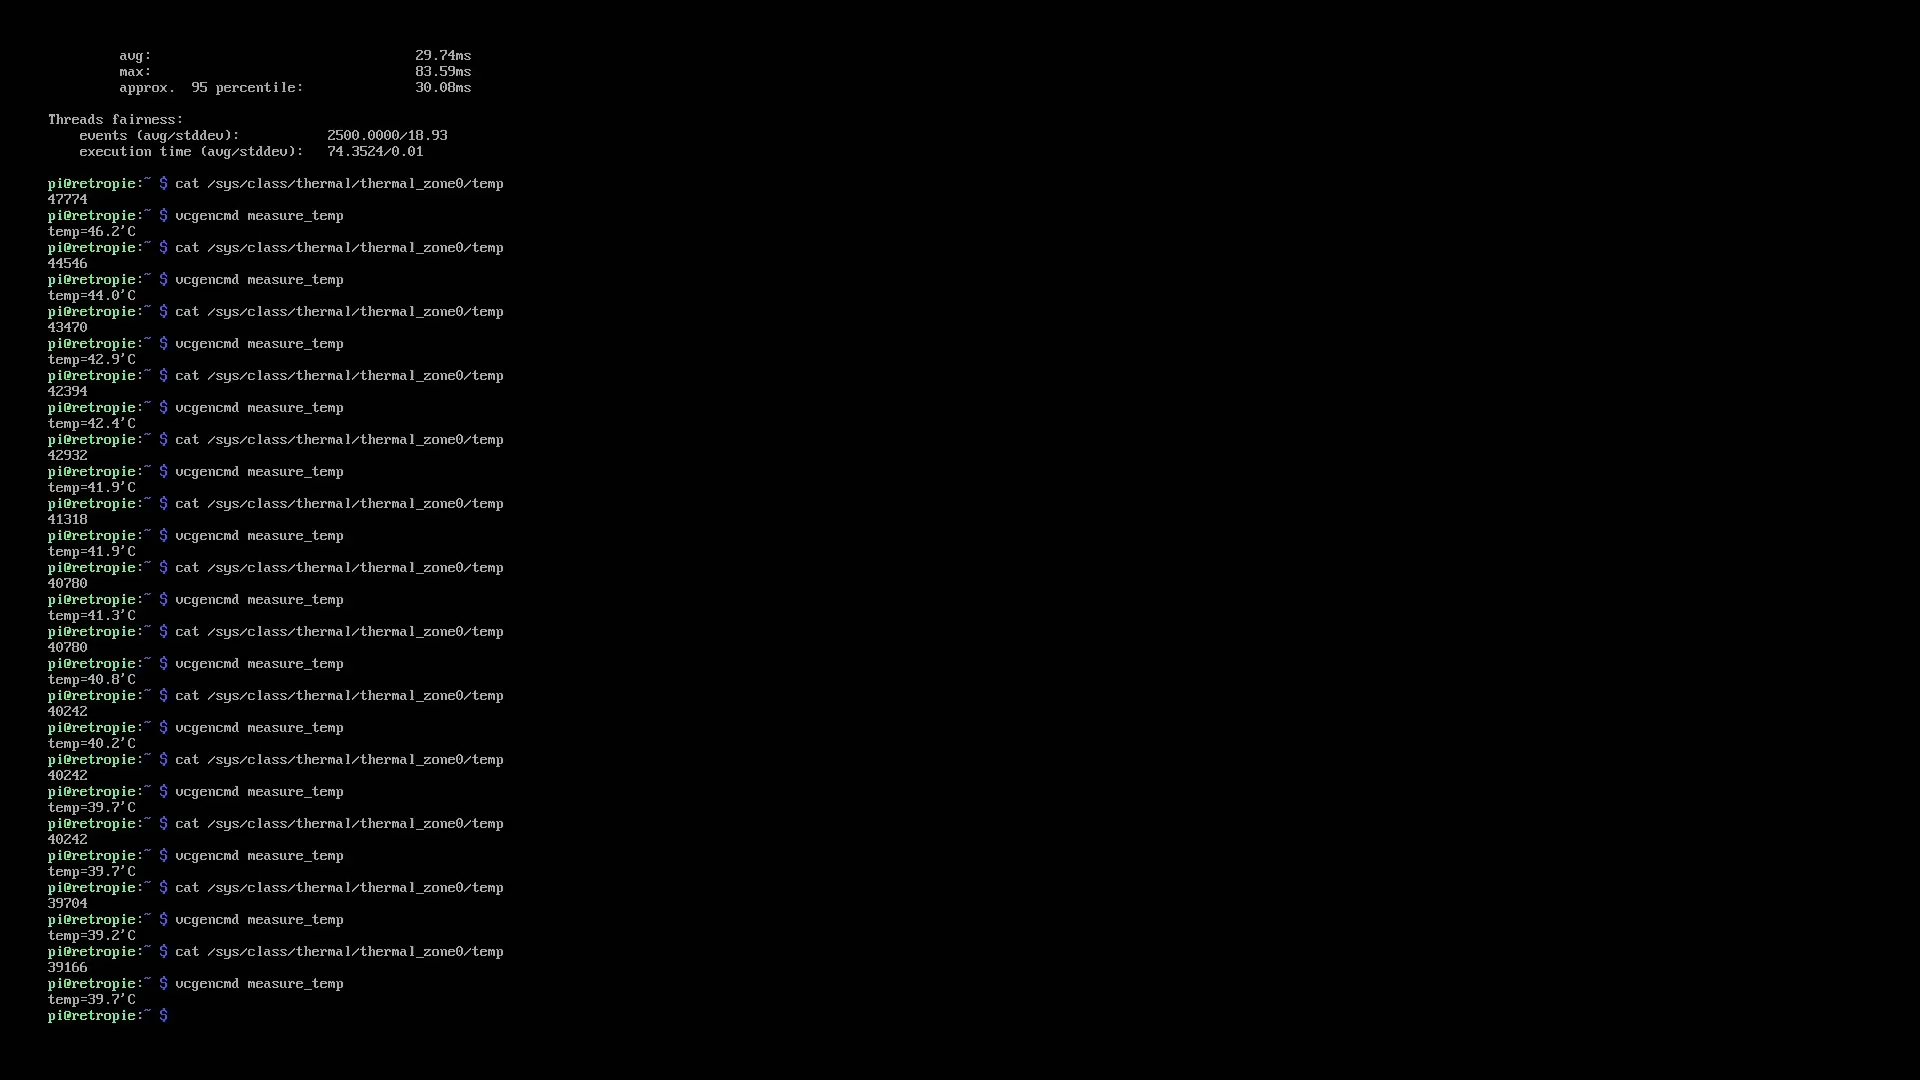 avg: 29.74ms
max: 83.59ms
approx.  95 percentile: 30.08ms
Threads fairness:
events (avg/stddev): 2500.0000/18.93
execution time (avg/stddev): 74.3524/0.01
pi@retropie:~ $ cat /sys/class/thermal/thermal_zone0/temp
47774
pi@retropie:~ $ vcgencmd measure_temp
temp=46.2'C
pi@retropie:~ $ cat /sys/class/thermal/thermal_zone0/temp
44546
pi@retropie:~ $ vcgencmd measure_temp
temp=44.0'C
pi@retropie:~ $ cat /sys/class/thermal/thermal_zone0/temp
43470
pi@retropie:~ $ vcgencmd measure_temp
temp=42.9'C
pi@retropie:~ $ cat /sys/class/thermal/thermal_zone0/temp
42394
pi@retropie:~ $ vcgencmd measure_temp
temp=42.4'C
pi@retropie:~ $ cat /sys/class/thermal/thermal_zone0/temp
42932
pi@retropie:~ $ vcgencmd measure_temp
temp=41.9'C
pi@retropie:~ $ cat /sys/class/thermal/thermal_zone0/temp
41318
pi@retropie:~ $ vcgencmd measure_temp
temp=41.9'C
pi@retropie:~ $ cat /sys/class/thermal/thermal_zone0/temp
40780
pi@retropie:~ $ vcgencmd measure_temp
temp=41.3'C
pi@retropie:~ $ cat /sys/class/thermal/thermal_zone0/temp
40780
pi@retropie:~ $ vcgencmd measure_temp
temp=40.8'C
pi@retropie:~ $ cat /sys/class/thermal/thermal_zone0/temp
40242
pi@retropie:~ $ vcgencmd measure_temp
temp=40.2'C
pi@retropie:~ $ cat /sys/class/thermal/thermal_zone0/temp
40242
pi@retropie:~ $ vcgencmd measure_temp
temp=39.7'C
pi@retropie:~ $ cat /sys/class/thermal/thermal_zone0/temp
40242
pi@retropie:~ $ vcgencmd measure_temp
temp=39.7'C
pi@retropie:~ $ cat /sys/class/thermal/thermal_zone0/temp
39704
pi@retropie:~ $ vcgencmd measure_temp
temp=39.2'C
pi@retropie:~ $ cat /sys/class/thermal/thermal_zone0/temp
39166
pi@retropie:~ $ vcgencmd measure_temp
temp=39.7'C
pi@retropie:~ $